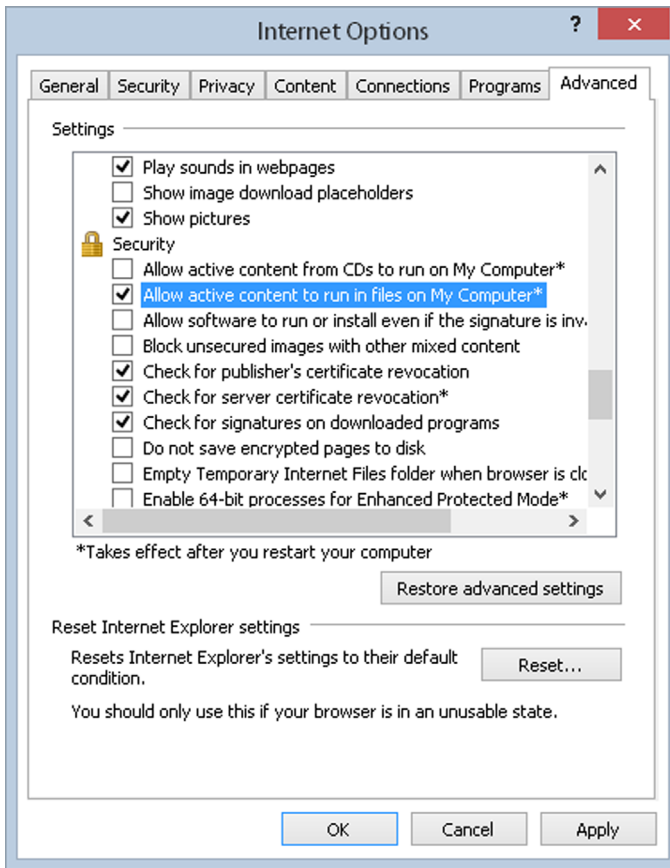 Internet Options
?
General Security Privacy Content Connections Programs Advanced
Settings
Play sounds in webpages
Show image download placeholders
Show pictures
Security
Allow active content from CDs to run on My Computer*
Allow active content to run in files on My Computer*
Allow software to run or install even if the signature is inva
Block unsecured images with other mixed content
Check for publisher's certificate revocation
Check for server certificate revocation*
Check for signatures on downloaded programs
Do not save encrypted pages to disk
Empty Temporary Internet Files folder when browser is clo
Enable 64-bit processes for Enhanced Protected Mode*
*Takes effect after you restart your computer
Restore advanced settings
Reset Internet Explorer settings
Resets Internet Explorer's settings to their default
condition.
Reset...
You should only use this if your browser is in an unusable state.
OK Cancel Apply